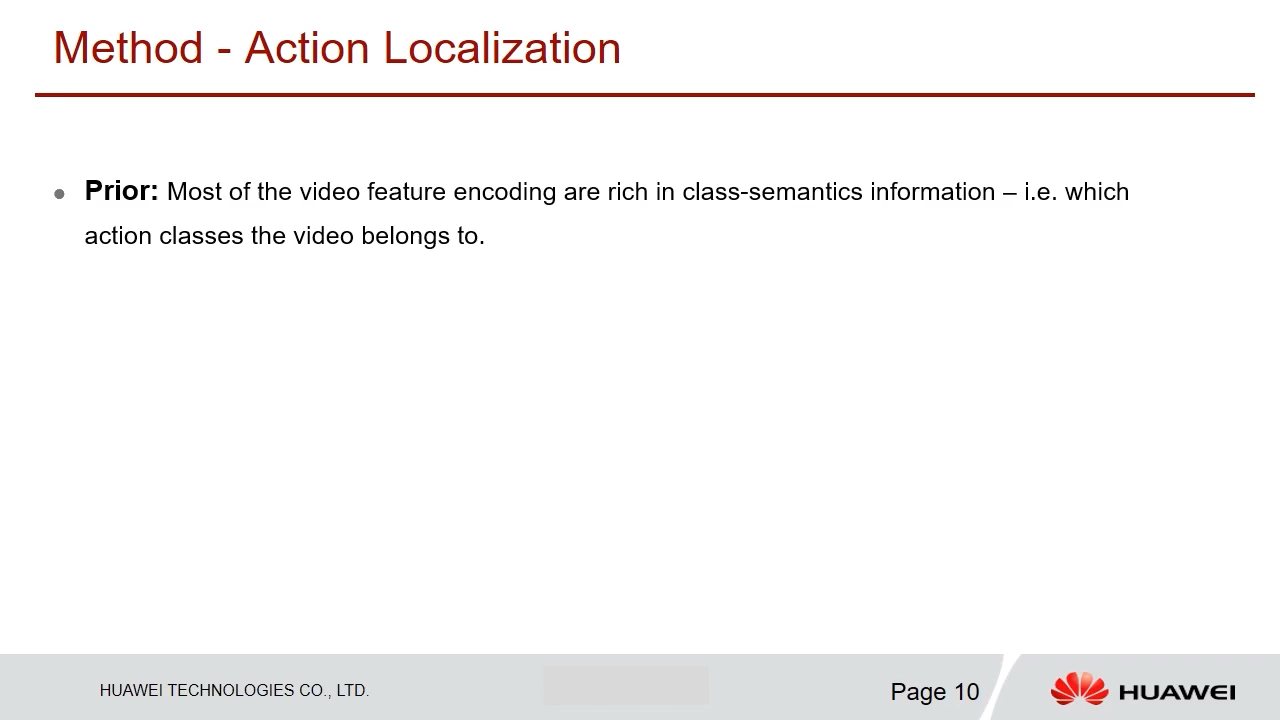 Method - Action Localization
Prior: Most of the video feature encoding are rich in class-semantics information – i.e. which
action classes the video belongs to.
HUAWEI TECHNOLOGIES CO., LTD.
Page 10
HUAWEI